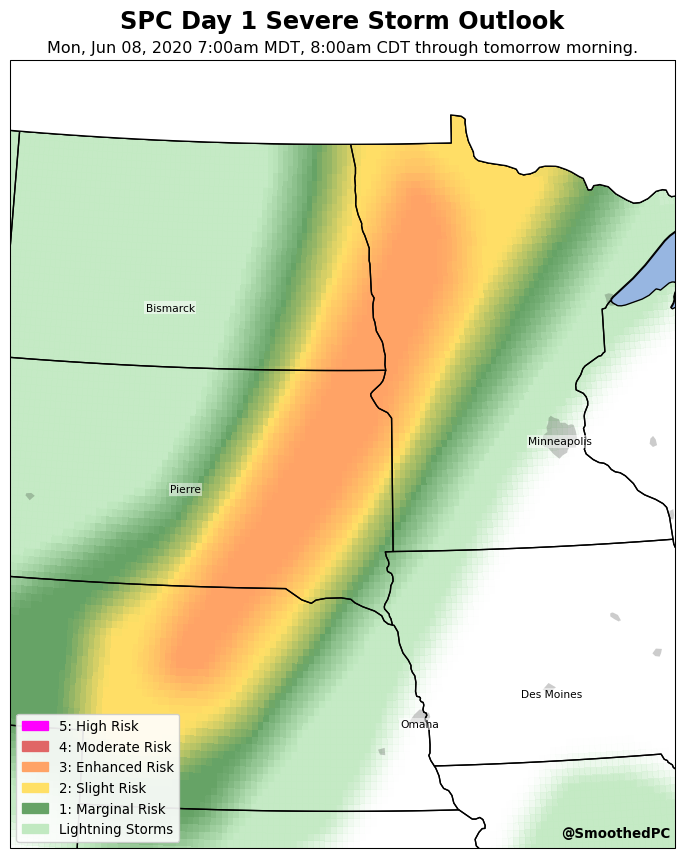 SPC Day 1 Severe Storm Outlook
Mon, Jun 08, 2020 7:00am MDT, 8:00am CDT through tomorrow morning.
Bismarck
Minneapolis
Pierre
Des Moines
Omaha
5: High Risk
4: Moderate Risk
3: Enhanced Risk
2: Slight Risk
1: Marginal Risk
Lightning Storms
@SmoothedPC